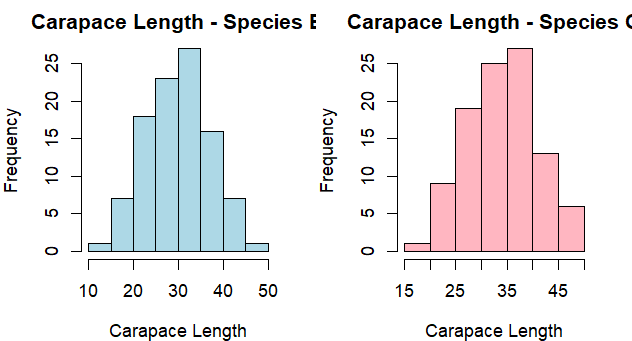 Carapace Length - Species
Frequency
0 5 10 15 20 25
10 20 30 40 50
Carapace Length
Carapace Length - Species
Frequency
0 5 10 15 20 25
15 25 35 45
Carapace Length